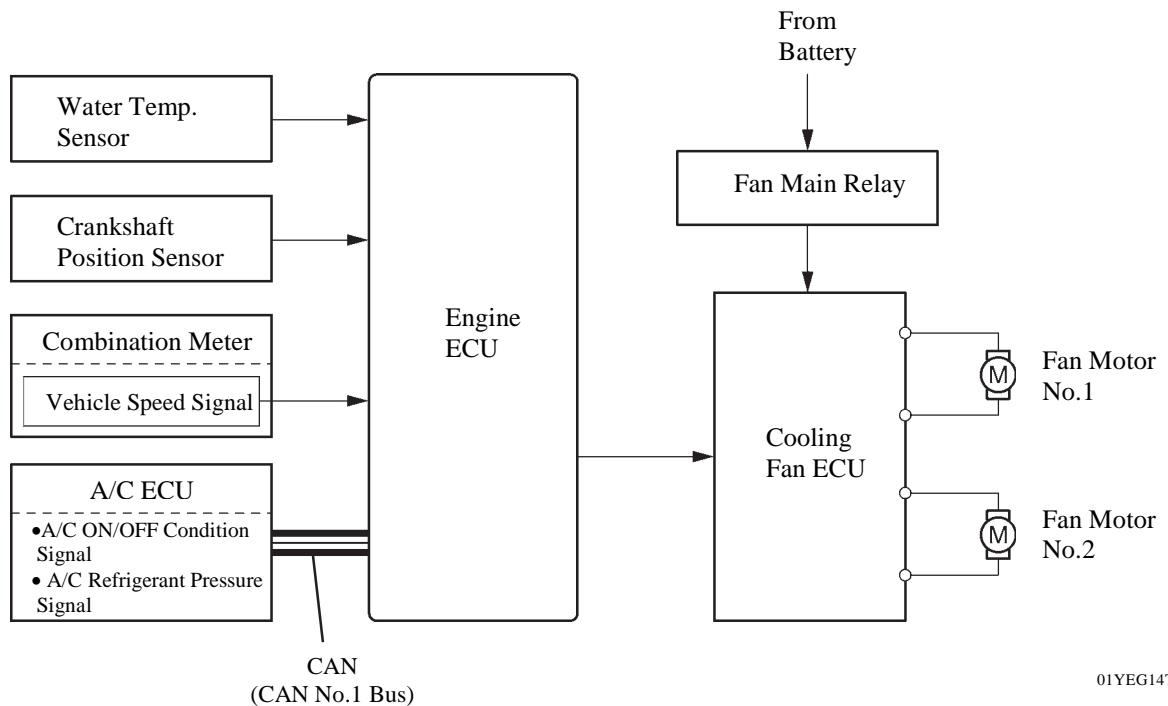 From
Battery
Water Temp.
Sensor
Fan Main Relay
Crankshaft
Position Sensor
Engine
ECU
Combination Meter
Vehicle Speed Signal
Fan Motor
No.1
Cooling
Fan ECU
A/C ECU
•A/C ON/OFF Condition
Signal
• A/C Refrigerant Pressure
Signal
M
M
Fan Motor
No.2
CAN
(CAN No.1 Bus)
01YEG14